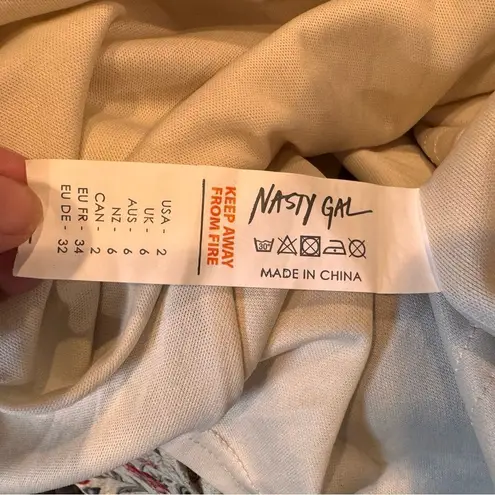 NASTY GAL
30°
MADE IN CHINA
KEEP AWAY
FROM FIRE
USA - 2
UK - 6
AUS - 6
NZ - 6
CAN - 2
EU FR - 34
EU DE - 32